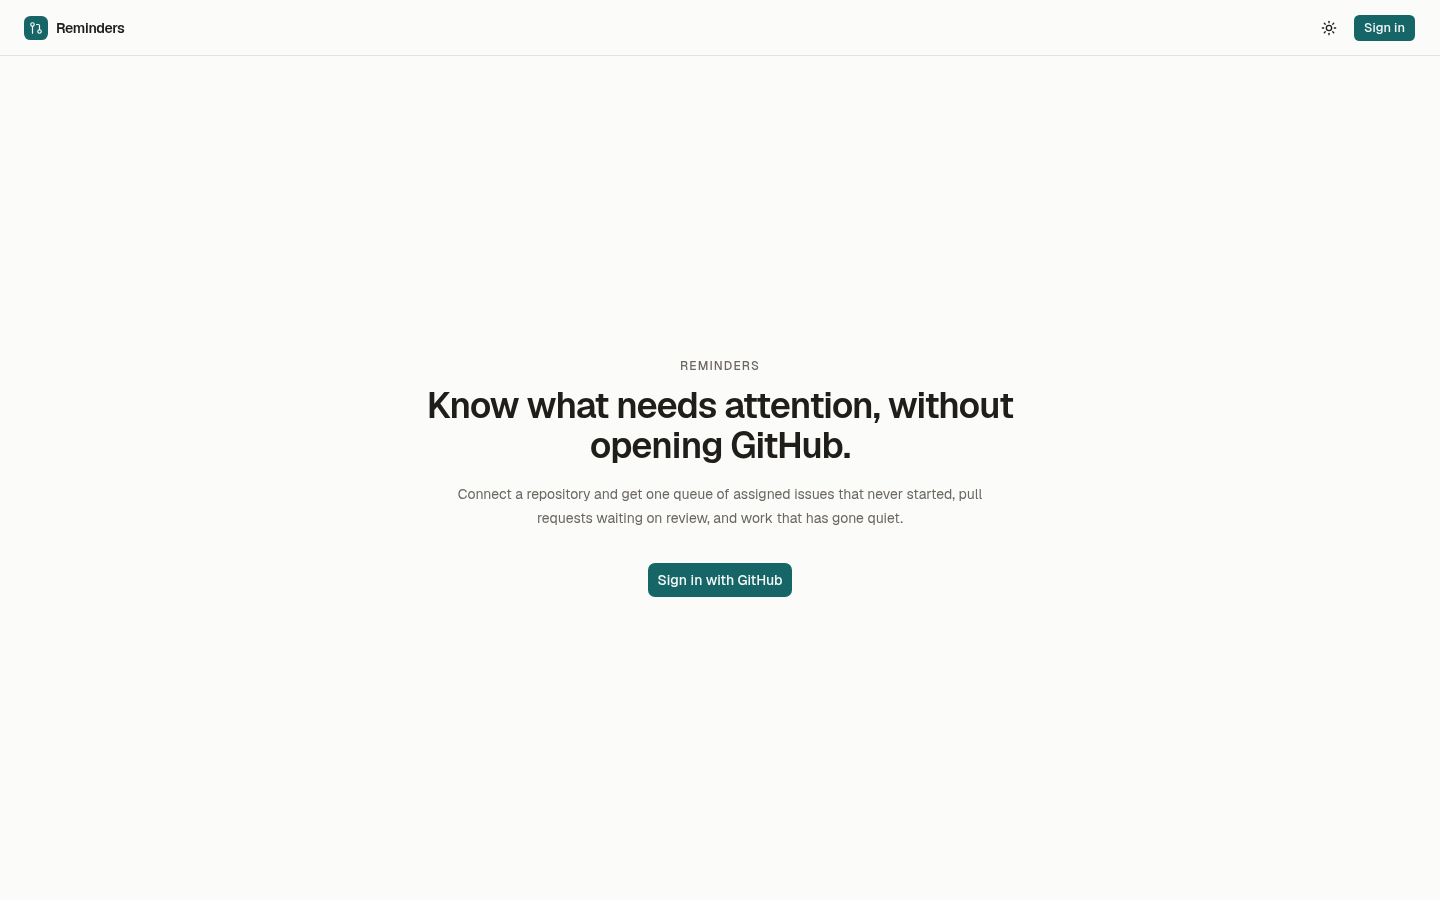 Reminders
Sign in
REMINDERS
Know what needs attention, without
opening GitHub.
Connect a repository and get one queue of assigned issues that never started, pull
requests waiting on review, and work that has gone quiet.
Sign in with GitHub